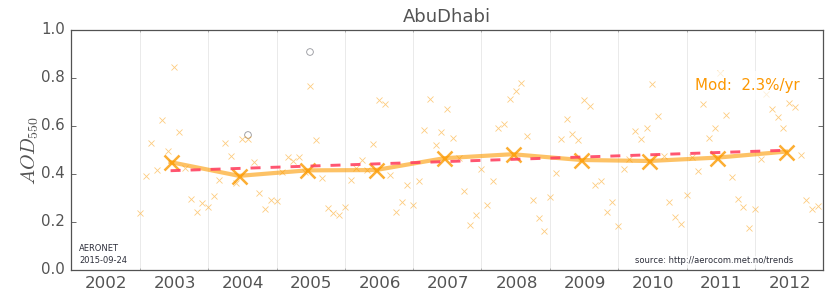 AbuDhabi
1.0
0.8
0.6
0.4
0.2
0.0
AOD550
Mod: 2.3%/yr
AERONET
2015-09-24
source: http://aerocom.met.no/trends
2002 2003 2004 2005 2006 2007 2008 2009 2010 2011 2012